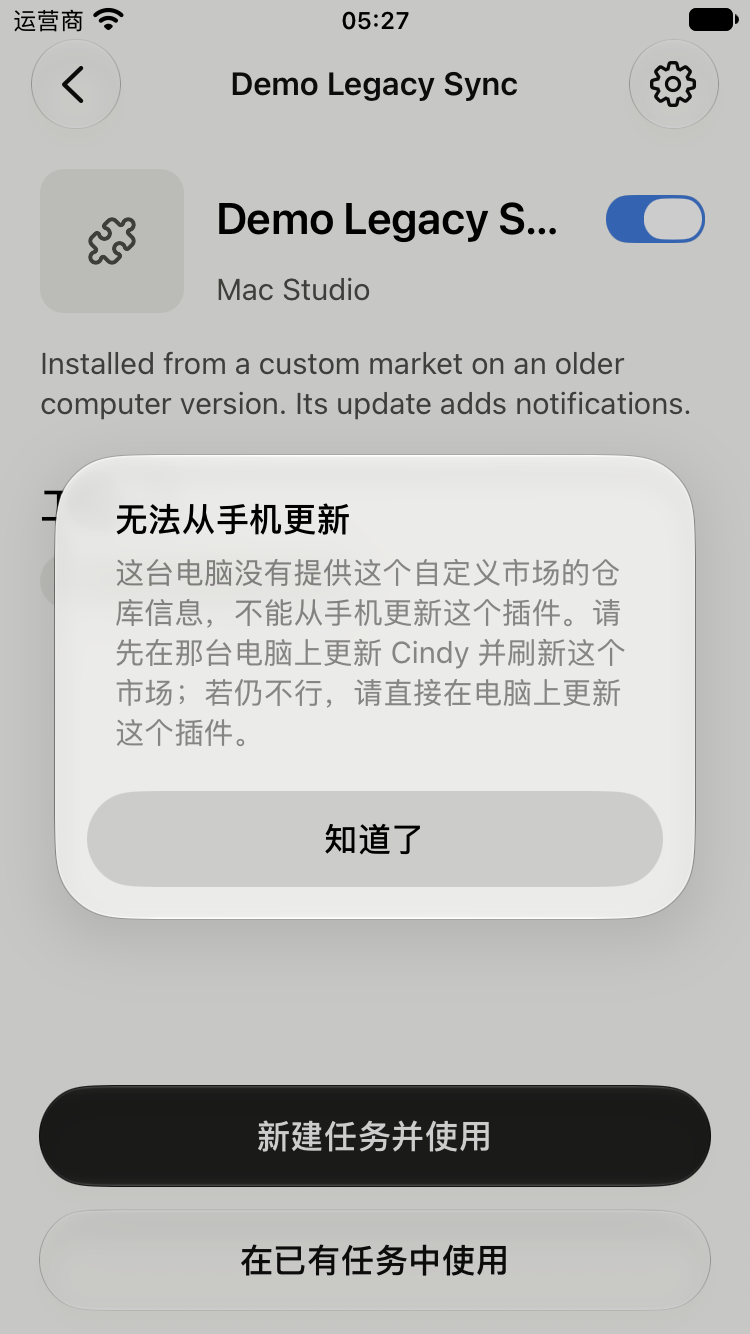 运营商
05:27
Demo Legacy Sync
Demo Legacy S...
Mac Studio
Installed from a custom market on an older
computer version. Its update adds notifications.
无法从手机更新
这台电脑没有提供这个自定义市场的仓
库信息，不能从手机更新这个插件。请
先在那台电脑上更新 Cindy 并刷新这个
市场；若仍不行，请直接在电脑上更新
这个插件。
知道了
新建任务并使用
在已有任务中使用